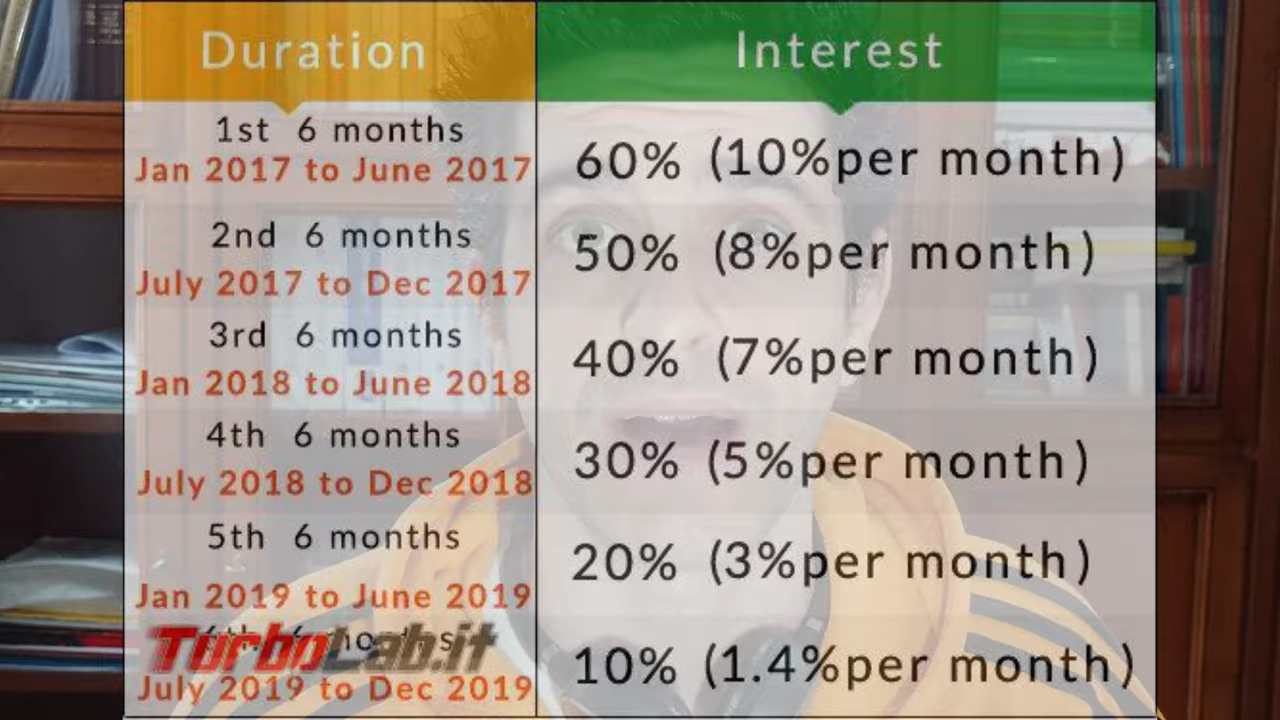 Duration
Interest
1st 6 months
Jan 2017 to June 2017
60% (10%per month)
2nd 6 months
July 2017 to Dec 2017
50% (8%per month)
3rd 6 months
Jan 2018 to June 2018
40% (7%per month)
4th 6 months
July 2018 to Dec 2018
30% (5%per month)
5th 6 months
Jan 2019 to June 2019
20% (3%per month)
6th 6 months
TurboLab.it
July 2019 to Dec 2019
10% (1.4%per month)